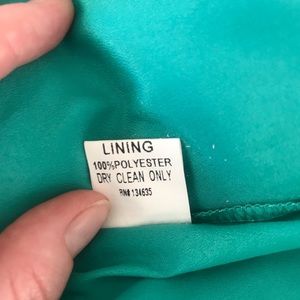 LINING
100%POLYESTER
DRY CLEAN ONLY
RN# 134635